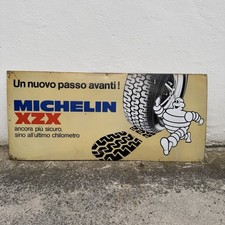 Un nuovo passo avanti!
MICHELIN
XZX
ancora più sicuro,
sino all'ultimo chilometro